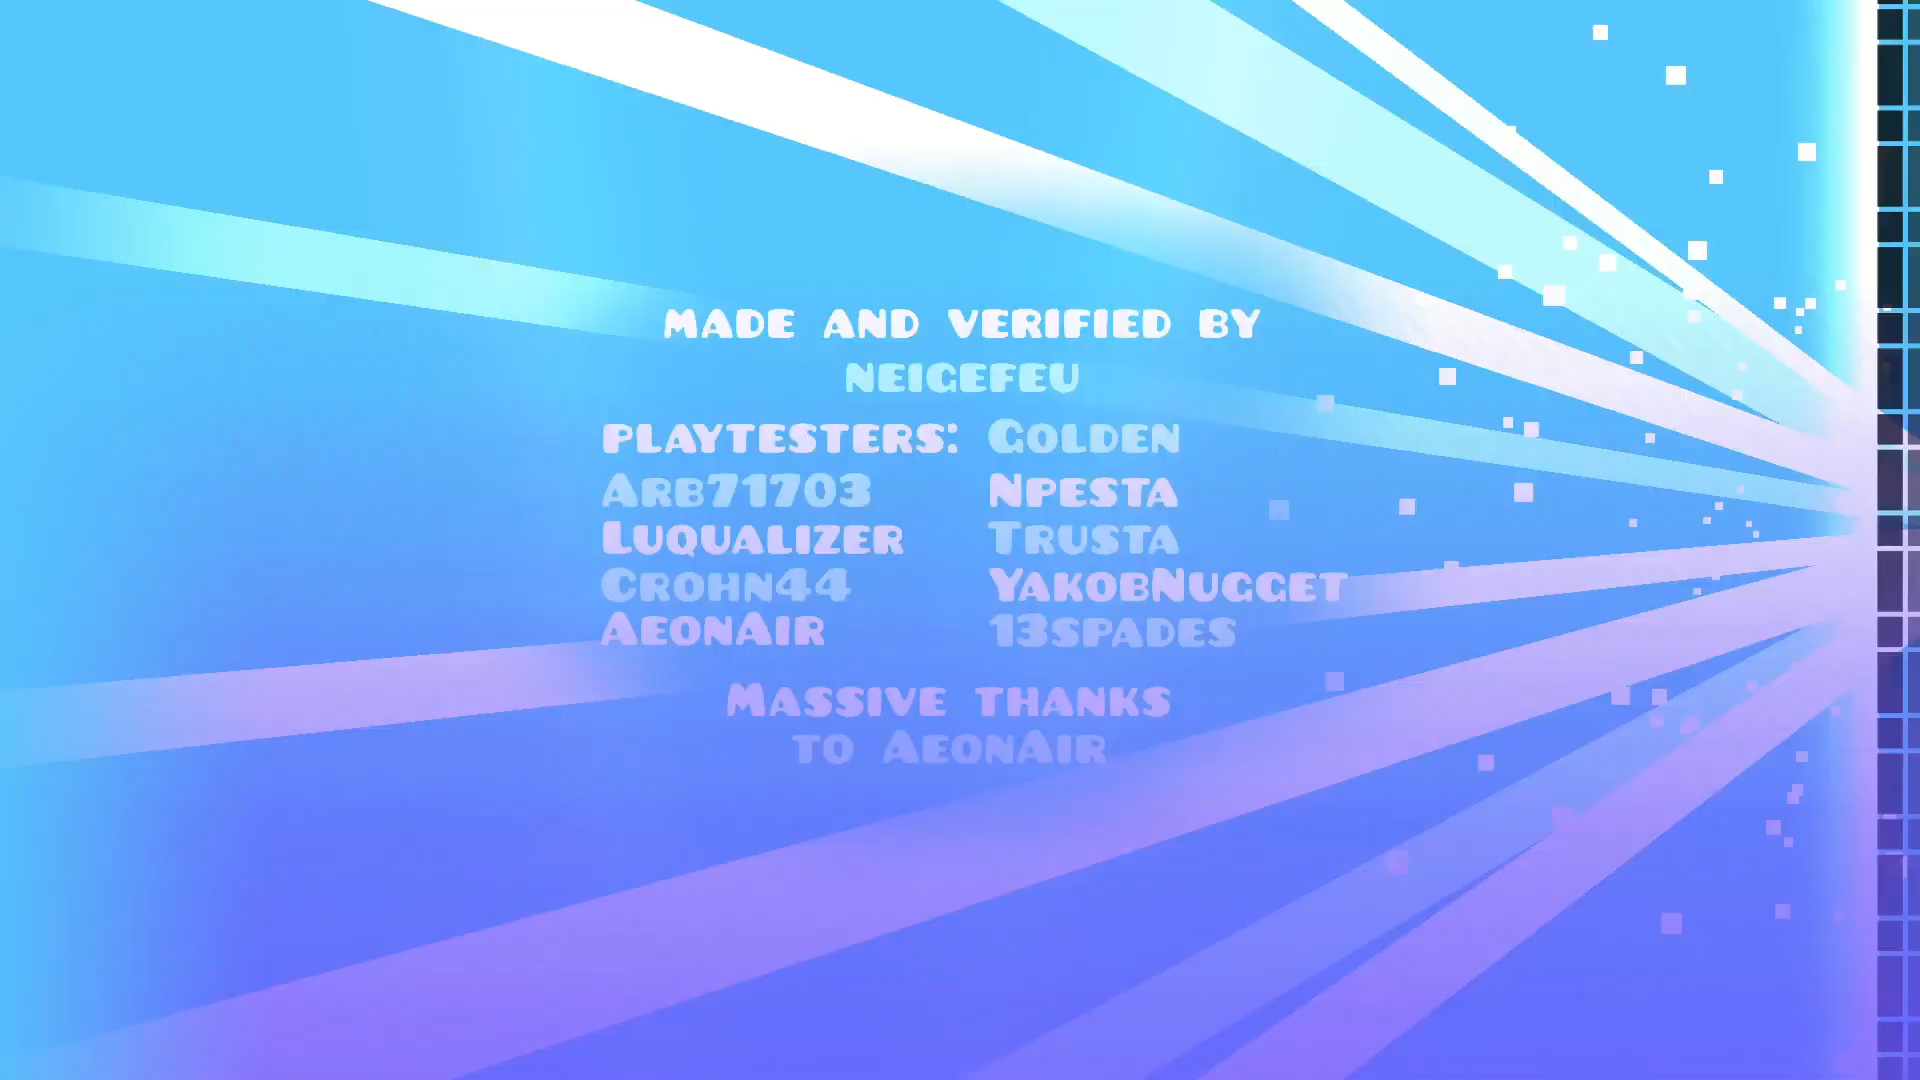 MADE AND VERIFIED BY
NEIGEFEU
PLAYTESTERS: GOLDEN
ARB71703 NPESTA
LUQUALIZER TRUSTA
CROHN44 YAKOBNUGGET
AEONAIR 13SPADES
MASSIVE THANKS
TO AEONAIR